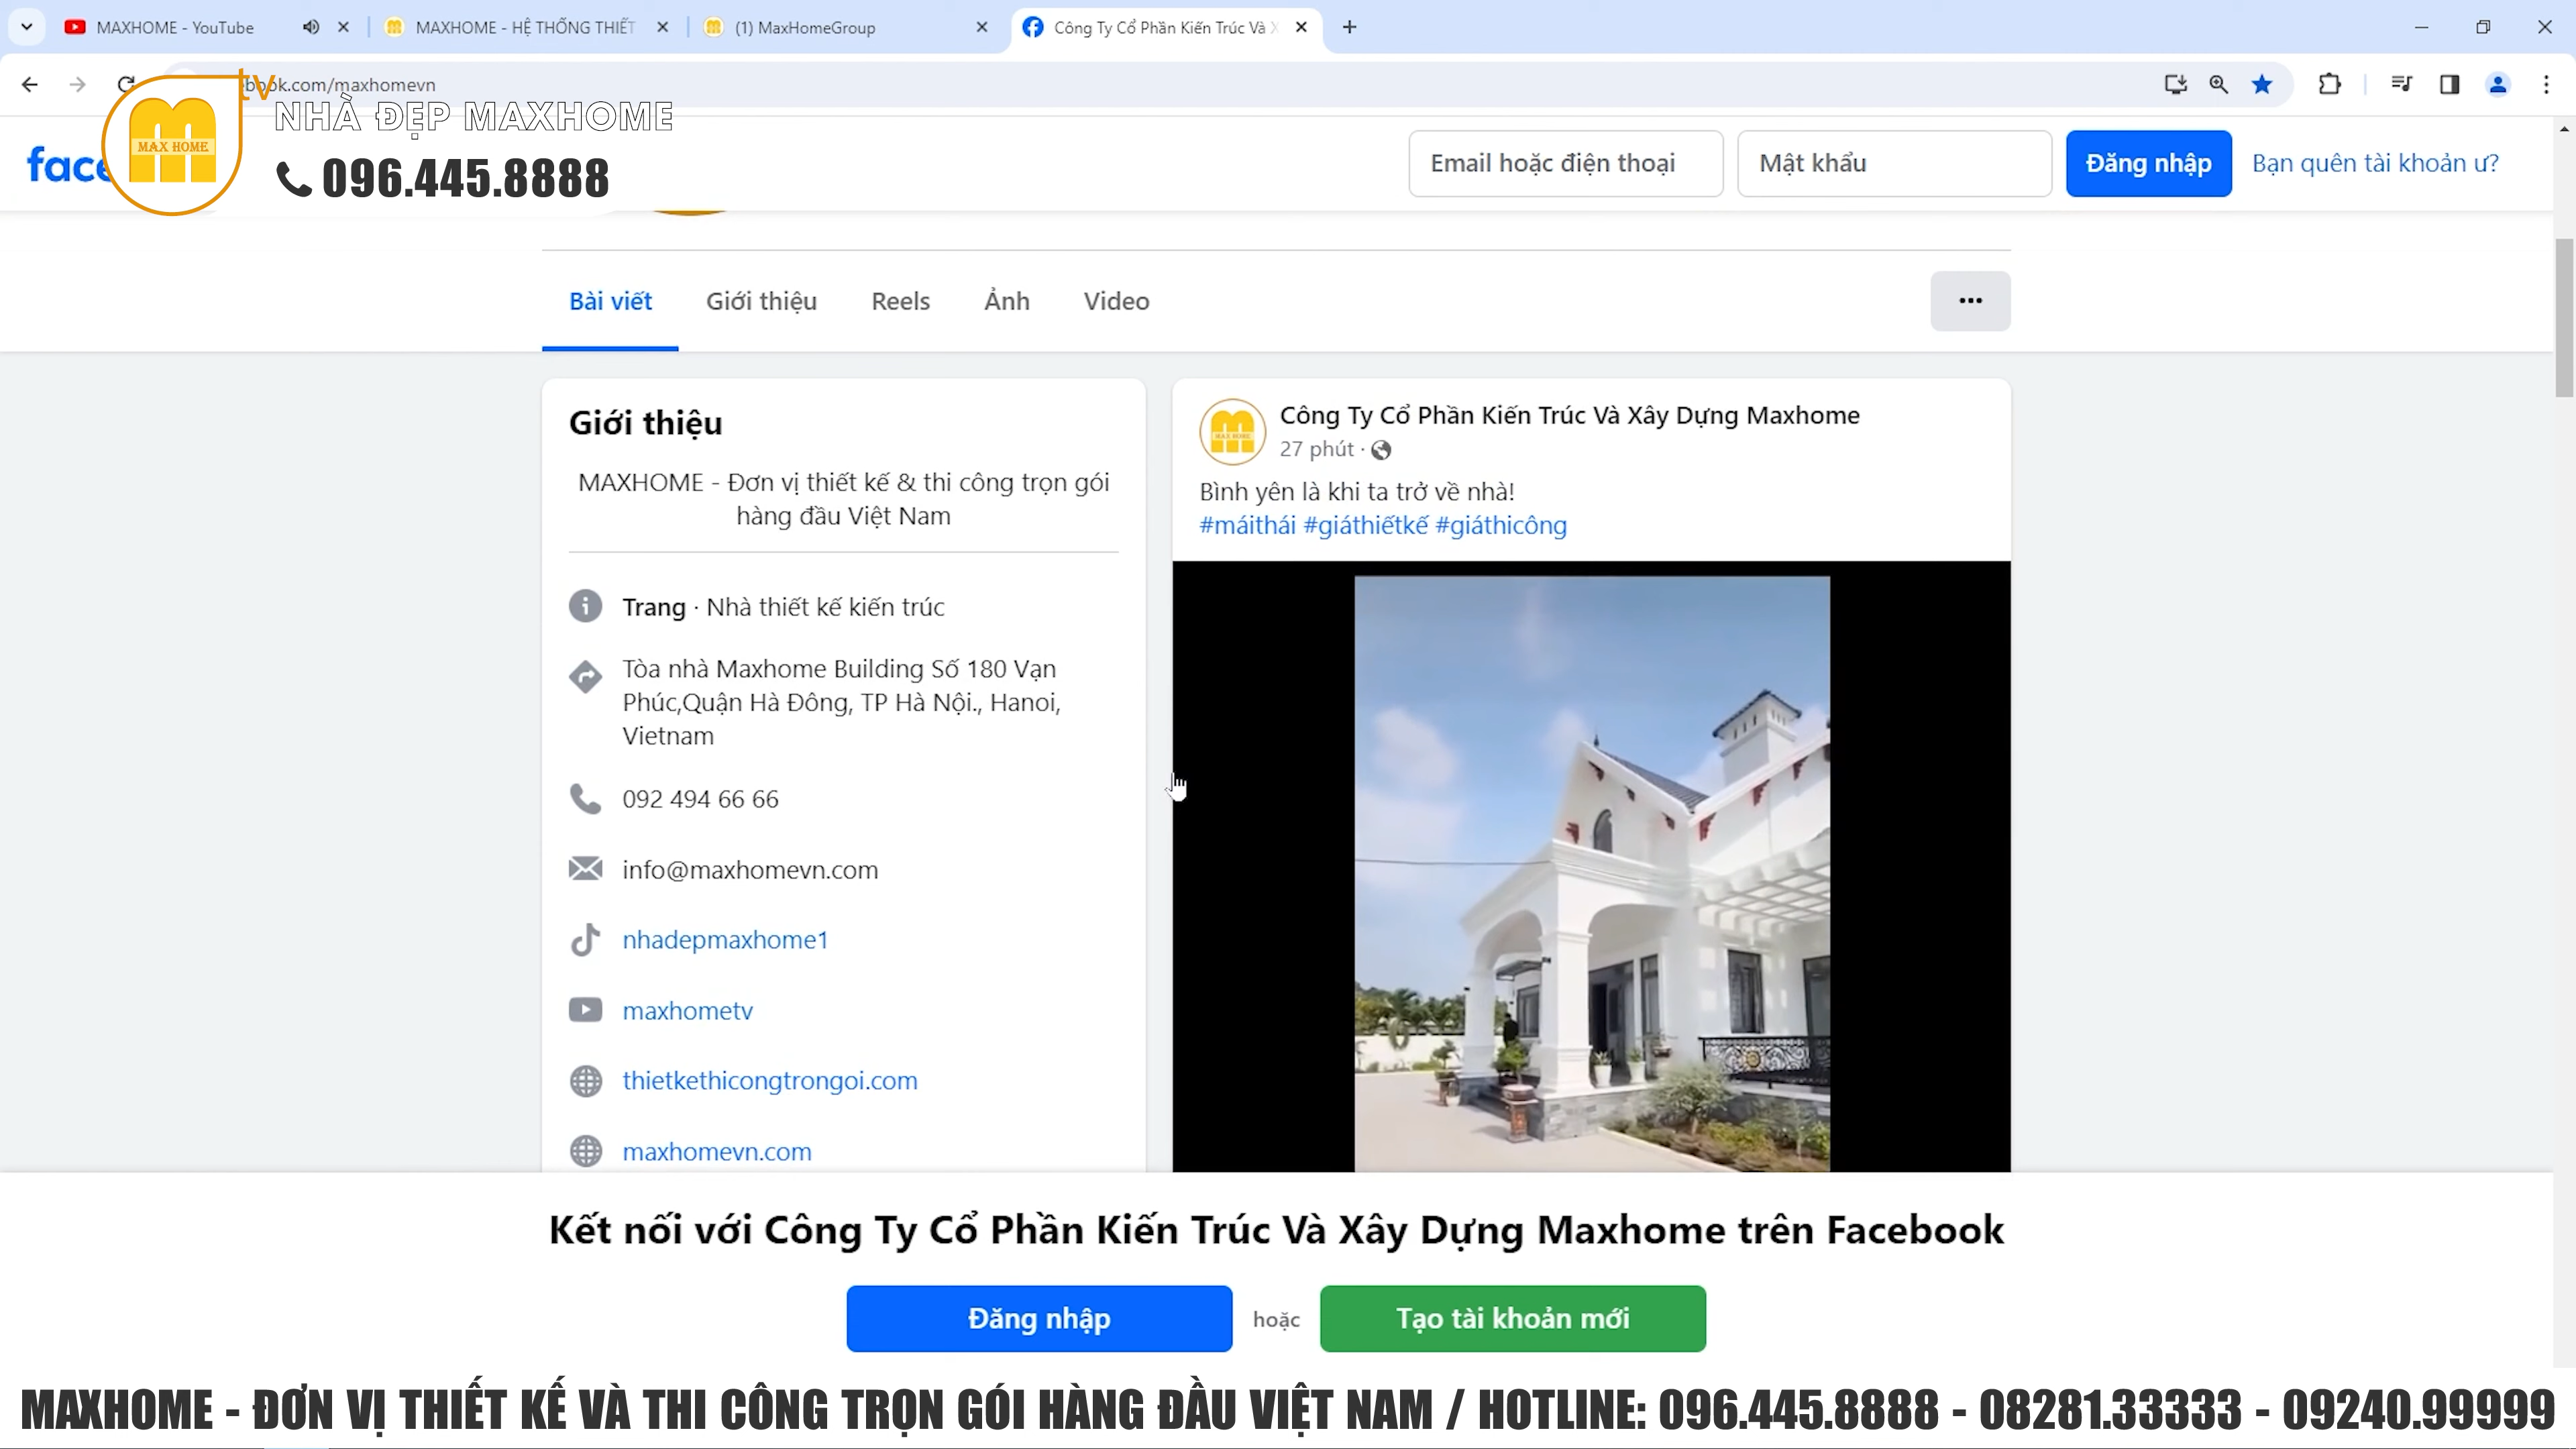 MAXHOME - YouTube
MAXHOME - HỆ THỐNG THIẾT
(1) MaxHomeGroup
Công Ty Cổ Phần Kiến Trúc Và X
book.com/maxhomevn
tv
MAX HOME
NHÀ ĐẸP MAXHOME
096.445.8888
face
Email hoặc điện thoại
Mật khẩu
Đăng nhập
Bạn quên tài khoản ư?
Bài viết
Giới thiệu
Reels
Ảnh
Video
Giới thiệu
MAXHOME - Đơn vị thiết kế & thi công trọn gói
hàng đầu Việt Nam
Trang · Nhà thiết kế kiến trúc
Tòa nhà Maxhome Building Số 180 Vạn
Phúc,Quận Hà Đông, TP Hà Nội., Hanoi,
Vietnam
092 494 66 66
info@maxhomevn.com
nhadepmaxhome1
maxhometv
thietkethicongtrongoi.com
maxhomevn.com
MAX HOME
Công Ty Cổ Phần Kiến Trúc Và Xây Dựng Maxhome
27 phút ·
Bình yên là khi ta trở về nhà!
#máithái #giáthiếtkế #giáthicông
Kết nối với Công Ty Cổ Phần Kiến Trúc Và Xây Dựng Maxhome trên Facebook
Đăng nhập
hoặc
Tạo tài khoản mới
MAXHOME - ĐƠN VỊ THIẾT KẾ VÀ THI CÔNG TRỌN GÓI HÀNG ĐẦU VIỆT NAM / HOTLINE: 096.445.8888 - 08281.33333 - 09240.99999